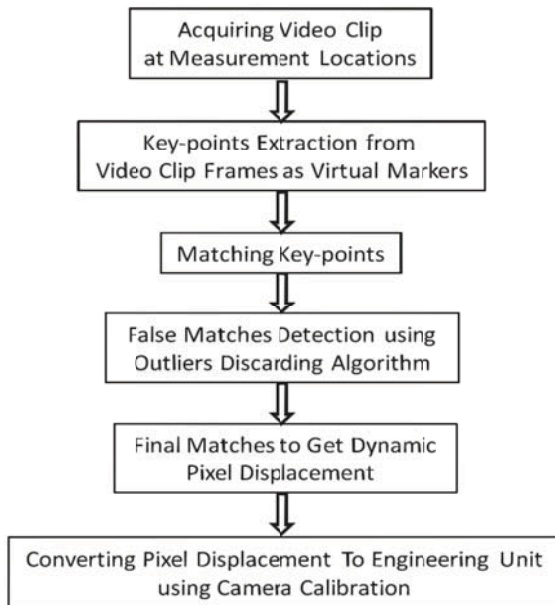 Acquiring Video Clip
at Measurement Locations
Key-points Extraction from
Video Clip Frames as Virtual Markers
Matching Key-points
False Matches Detection using
Outliers Discarding Algorithm
Final Matches to Get Dynamic
Pixel Displacement
Converting Pixel Displacement To Engineering Unit
using Camera Calibration